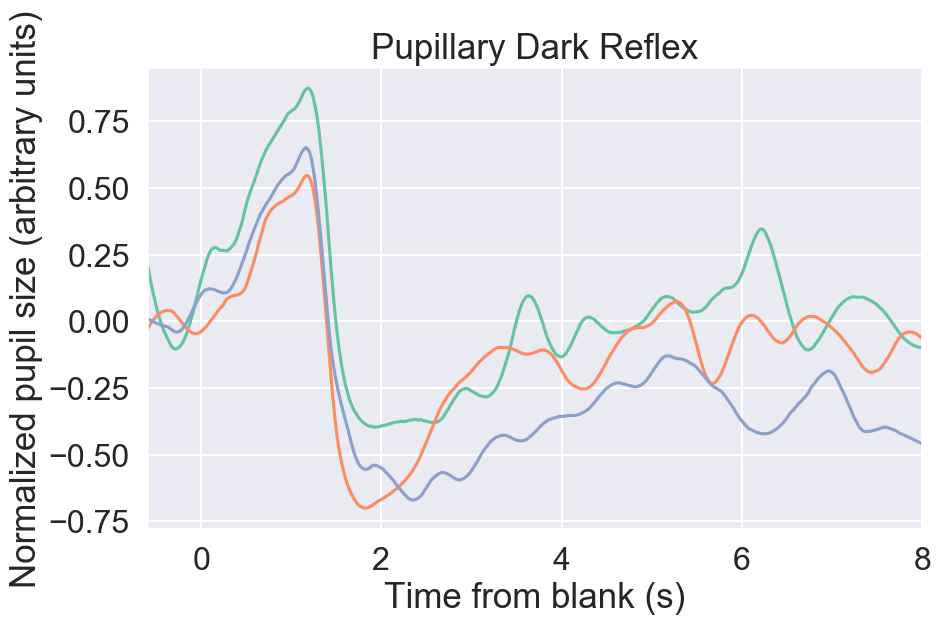 Pupillary Dark Reflex
Normalized pupil size (arbitrary units)
0.75
0.50
0.25
0.00
−0.25
−0.50
−0.75
0 2 4 6 8
Time from blank (s)